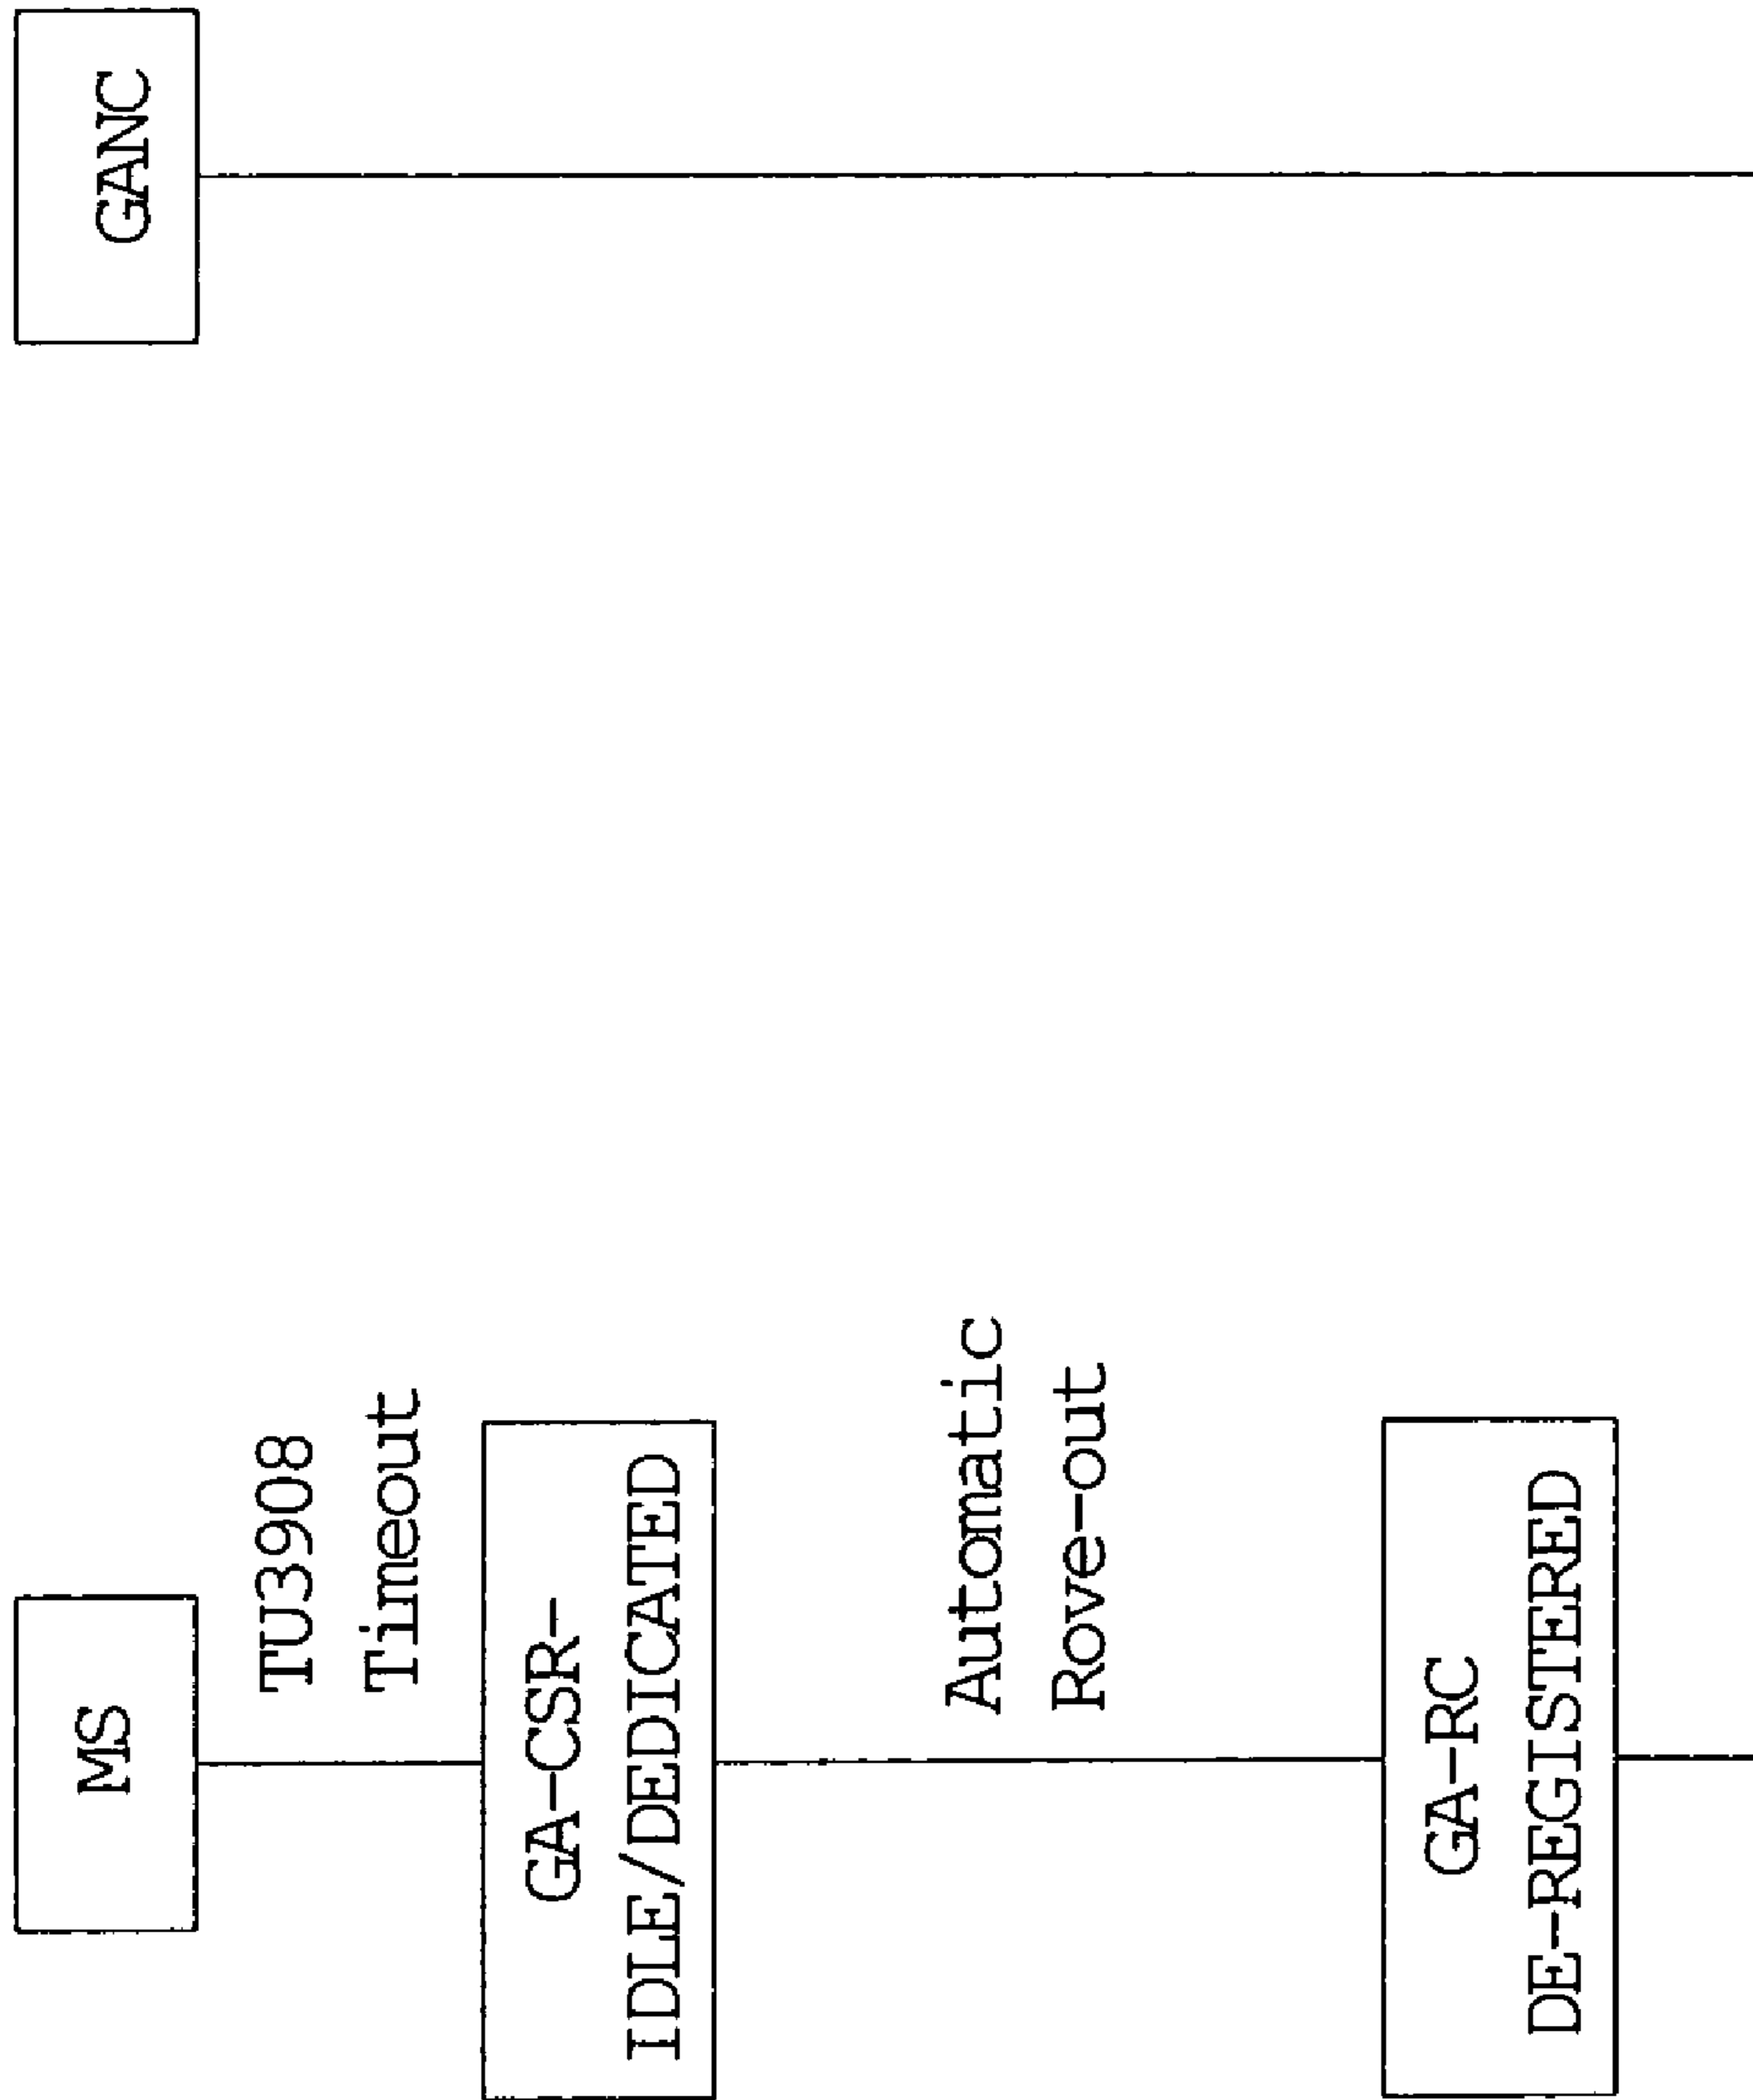 GANC
MS
TU3908
Timeout
GA-CSR-
IDLE/DEDICATED
Automatic
Rove-out
GA-RC
DE-REGISTERED